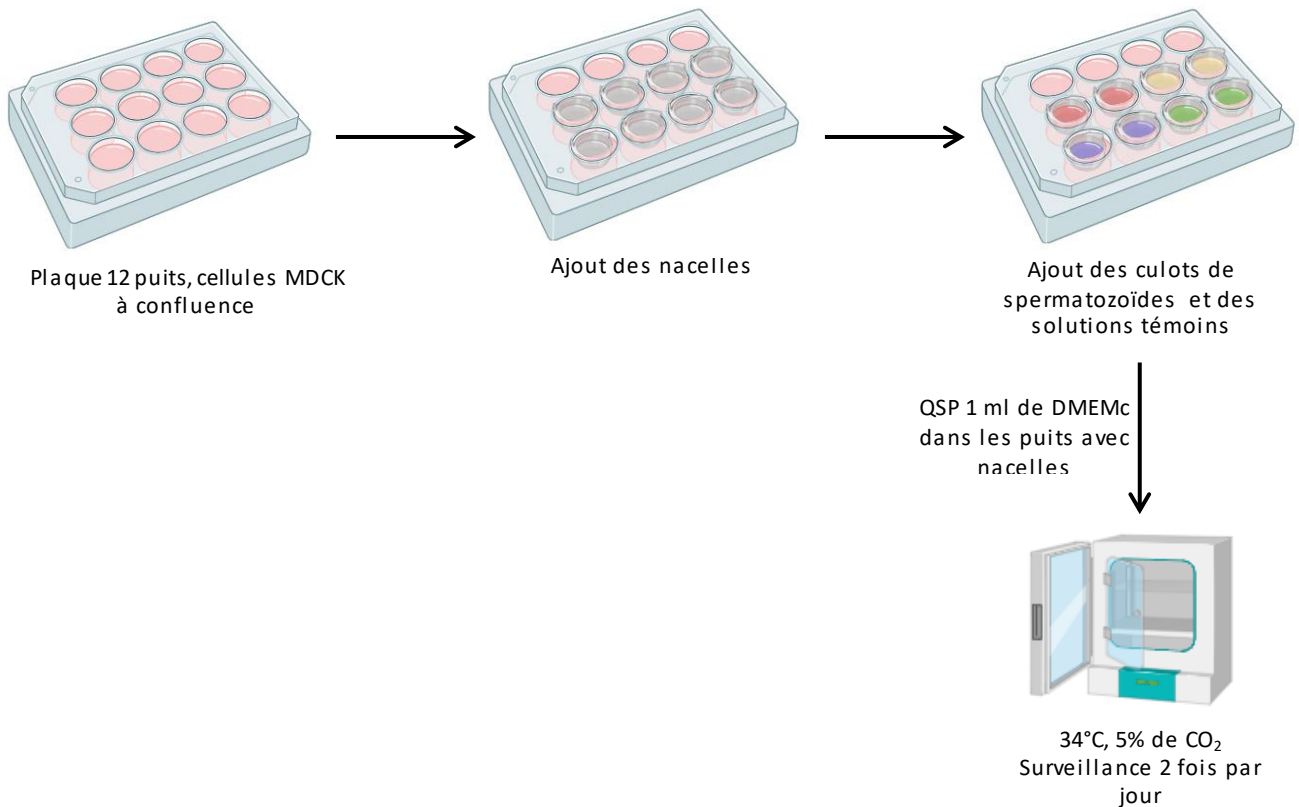 Plaque 12 puits, cellules MDCK
à confluence
Ajout des nacelles
Ajout des culots de
spermatozoïdes et des
solutions témoins
QSP 1 ml de DMEMc
dans les puits avec
nacelles
34°C, 5% de CO₂
Surveillance 2 fois par
jour